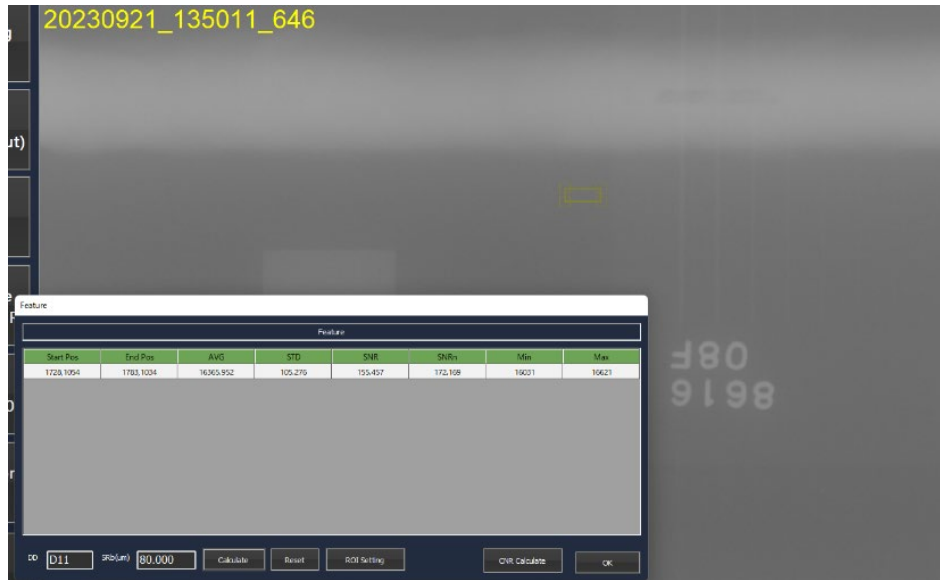 20230921_135011_646
ut)
Feature
Feature
Start Pos End Pos AVG STD SNR SNRn Min Max
1728,1054 1783,1034 16365.952 105.276 155.457 172.169 16031 16621
DD D11 SRb(um) 80.000 Calculate Reset ROI Setting CNR Calculate OK